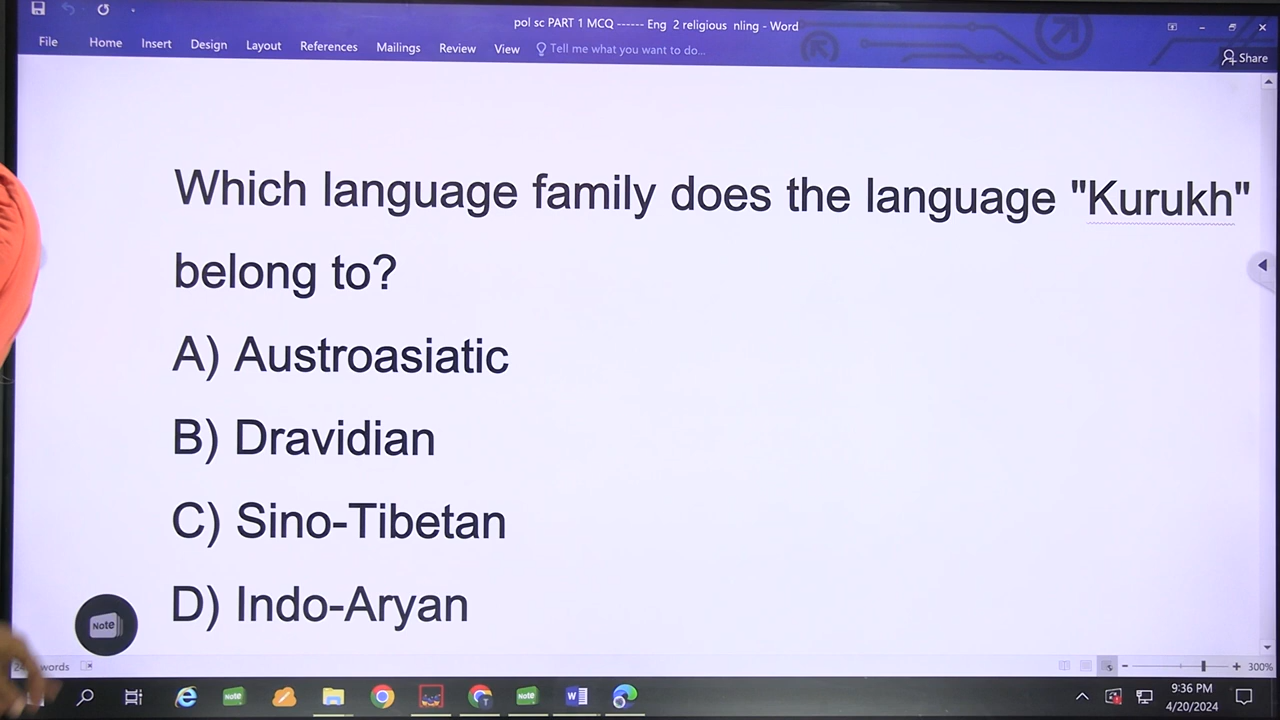 pol sc PART 1 MCQ ------ Eng 2 religious nling - Word
File Home Insert Design Layout References Mailings Review View Tell me what you want to do...
Share
Which language family does the language "Kurukh"
belong to?
A) Austroasiatic
B) Dravidian
C) Sino-Tibetan
D) Indo-Aryan
Note
words
300%
Note
Note
T
9:36 PM
4/20/2024